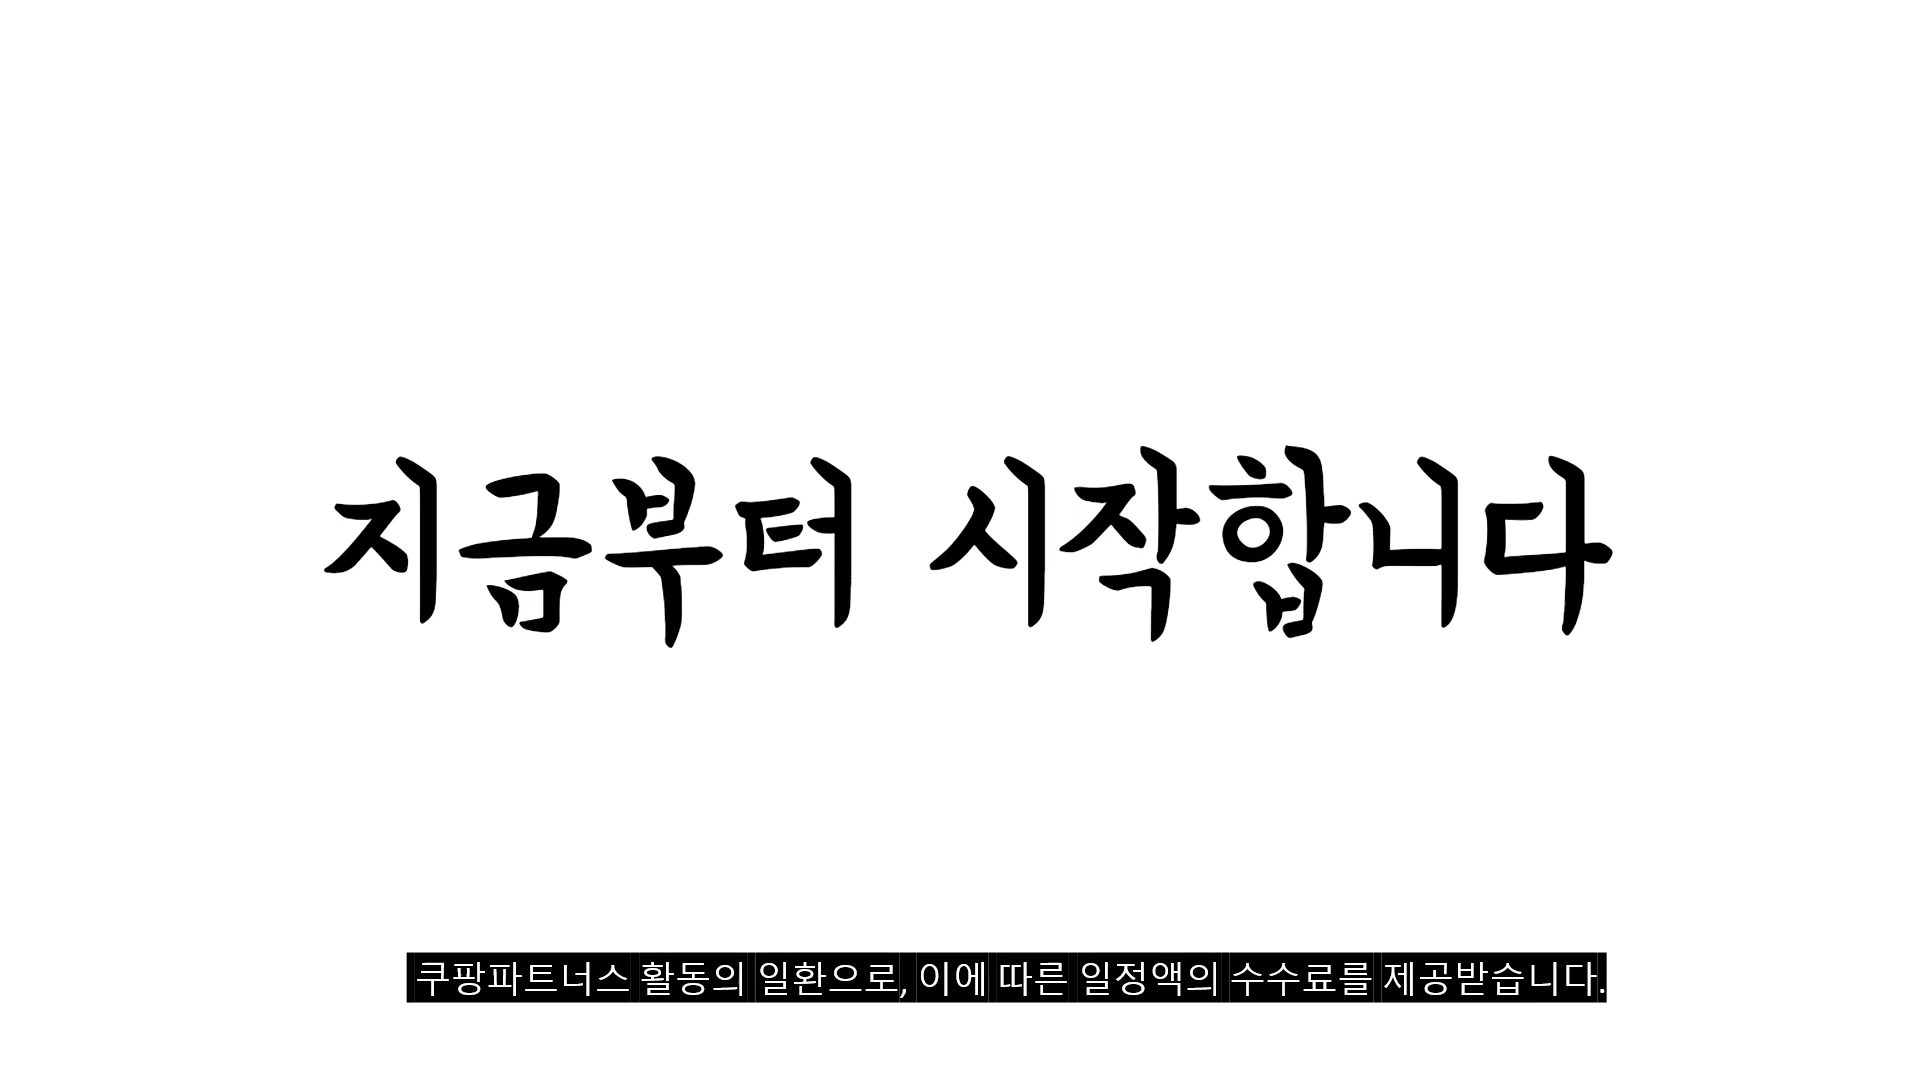 지금부터 시작합니다
쿠팡파트너스 활동의 일환으로, 이에 따른 일정액의 수수료를 제공받습니다.